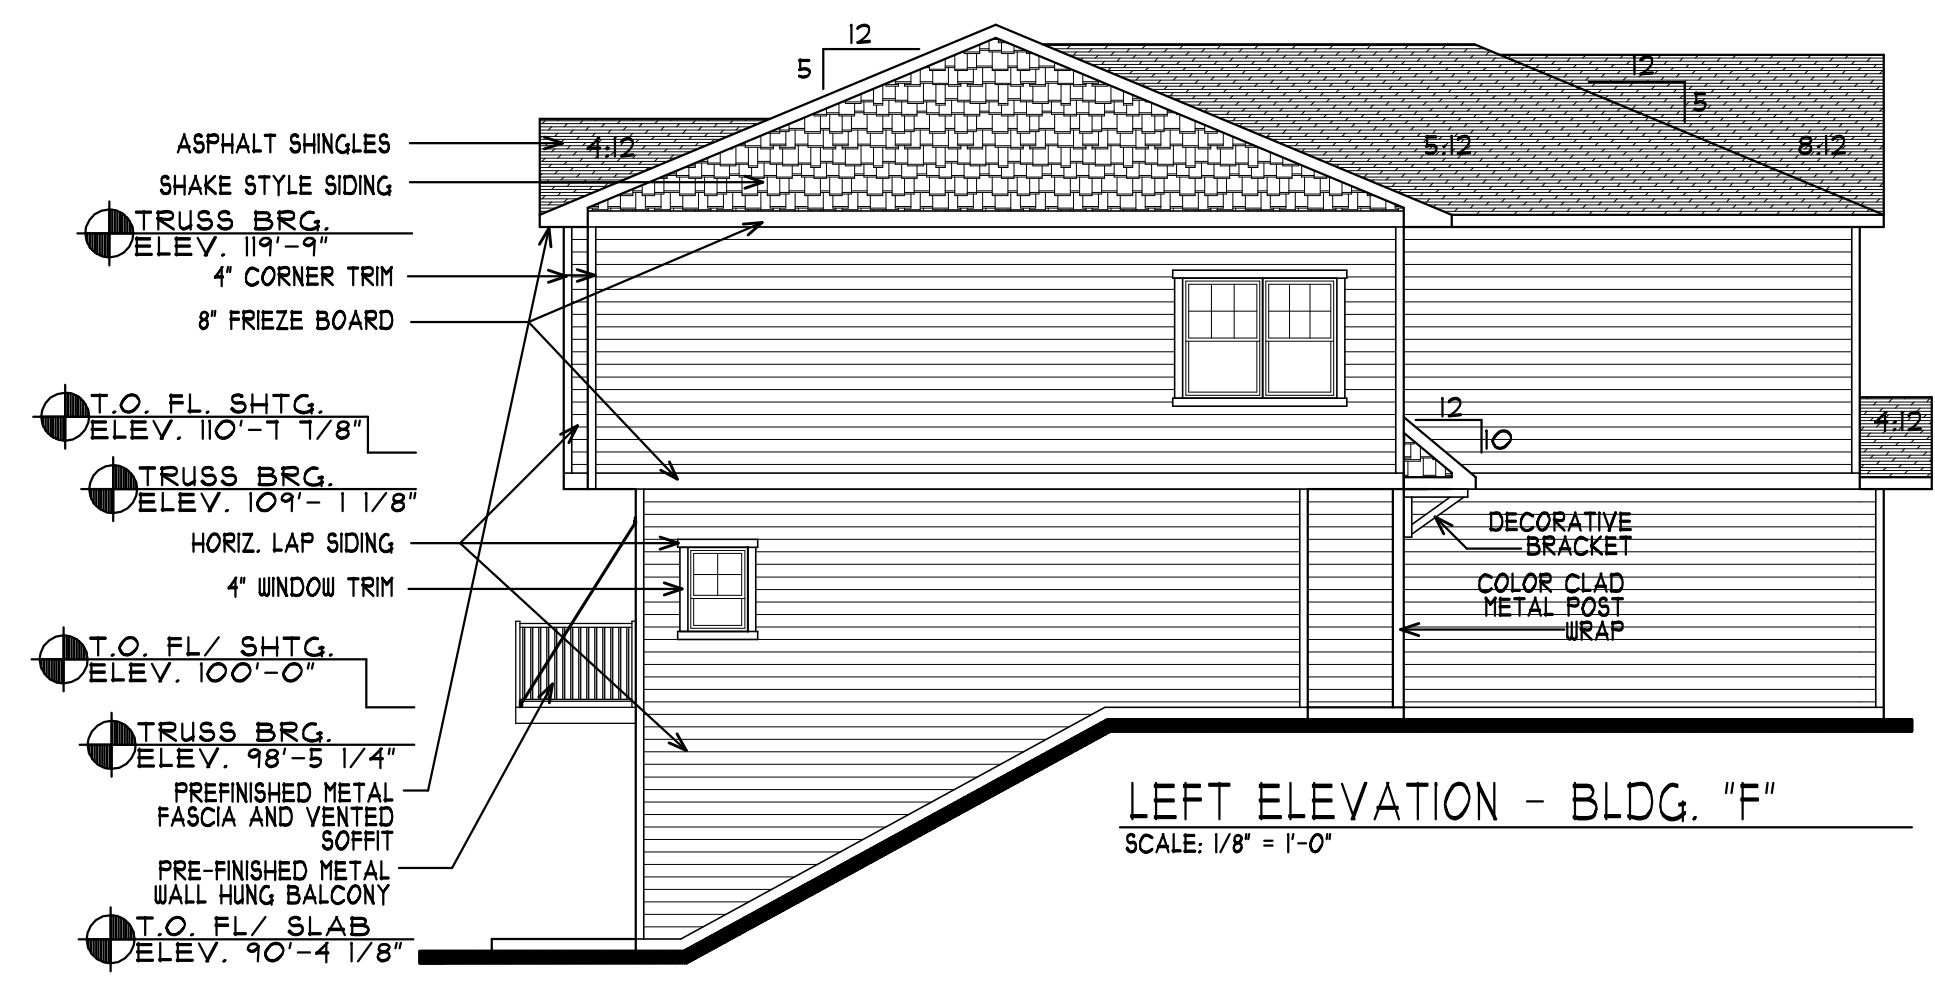 12
5
12
5
ASPHALT SHINGLES
4:12
5:12
8:12
SHAKE STYLE SIDING
TRUSS BRG.
ELEV. 119'-9"
4" CORNER TRIM
8" FRIEZE BOARD
T.O. FL. SHTG.
ELEV. 110'-7 7/8"
12
10
4:12
TRUSS BRG.
ELEV. 109'- 1 1/8"
HORIZ. LAP SIDING
4" WINDOW TRIM
DECORATIVE
BRACKET
COLOR CLAD
METAL POST
WRAP
T.O. FL/ SHTG.
ELEV. 100'-0"
TRUSS BRG.
ELEV. 98'-5 1/4"
PREFINISHED METAL
FASCIA AND VENTED
SOFFIT
PRE-FINISHED METAL
WALL HUNG BALCONY
T.O. FL/ SLAB
ELEV. 90'-4 1/8"
LEFT ELEVATION - BLDG. "F"
SCALE: 1/8" = 1'-0"